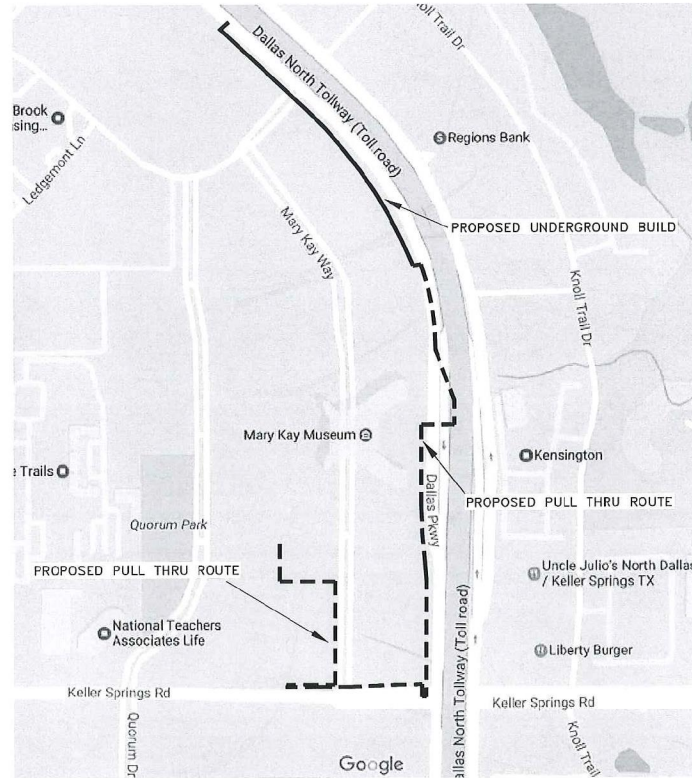 Knoll Trail Dr
Dallas North Tollway (Toll road)
Brook
sing...
Regions Bank
Ledgemont Ln
Mary Kay Way
PROPOSED UNDERGROUND BUILD
Knoll Trail Dr
Mary Kay Museum
Kensington
e Trails
Dallas Pkwy
PROPOSED PULL THRU ROUTE
Quorum Park
PROPOSED PULL THRU ROUTE
Uncle Julio's North Dallas
/ Keller Springs TX
National Teachers
Associates Life
Dallas North Tollway (Toll road)
Liberty Burger
Keller Springs Rd
Keller Springs Rd
Quorum Dr
Knoll Trail
Google